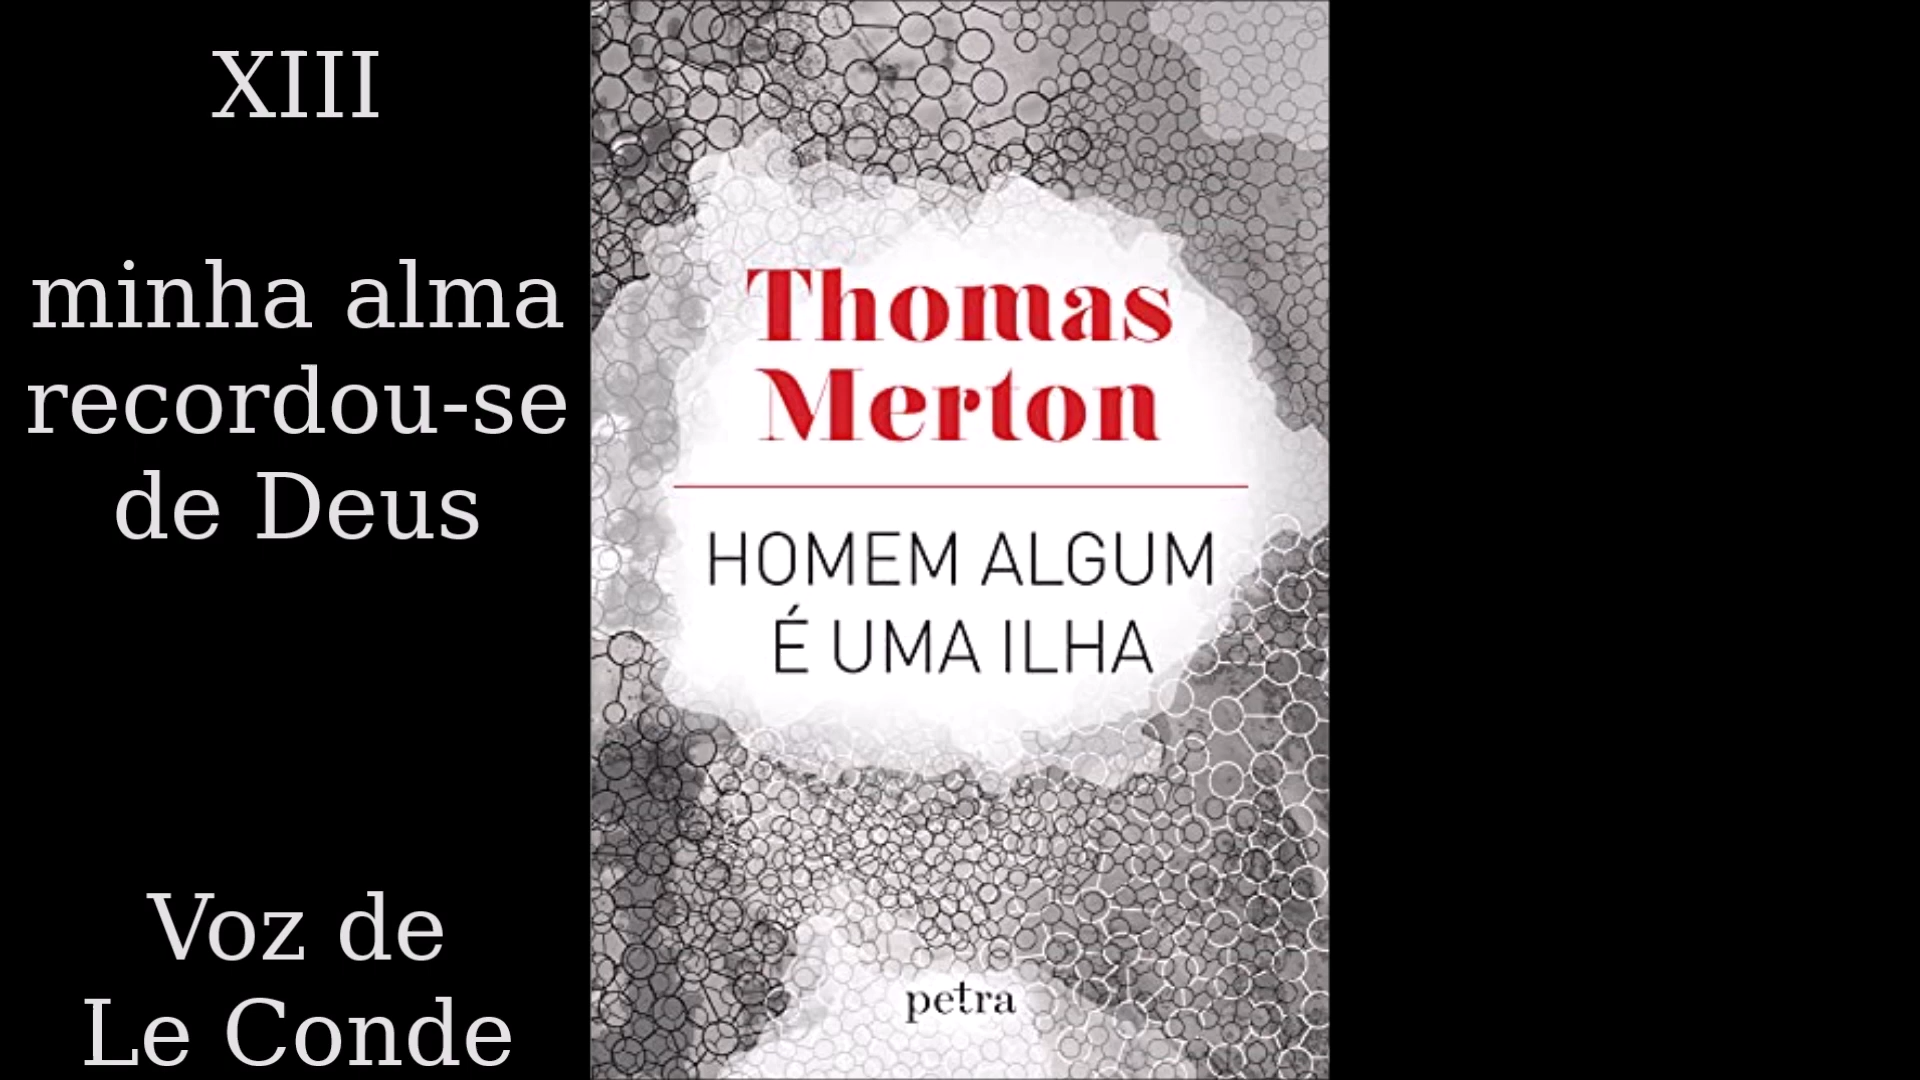 XIII
minha alma
recordou-se
de Deus
Voz de
Le Conde
Thomas
Merton
HOMEM ALGUM
É UMA ILHA
petra